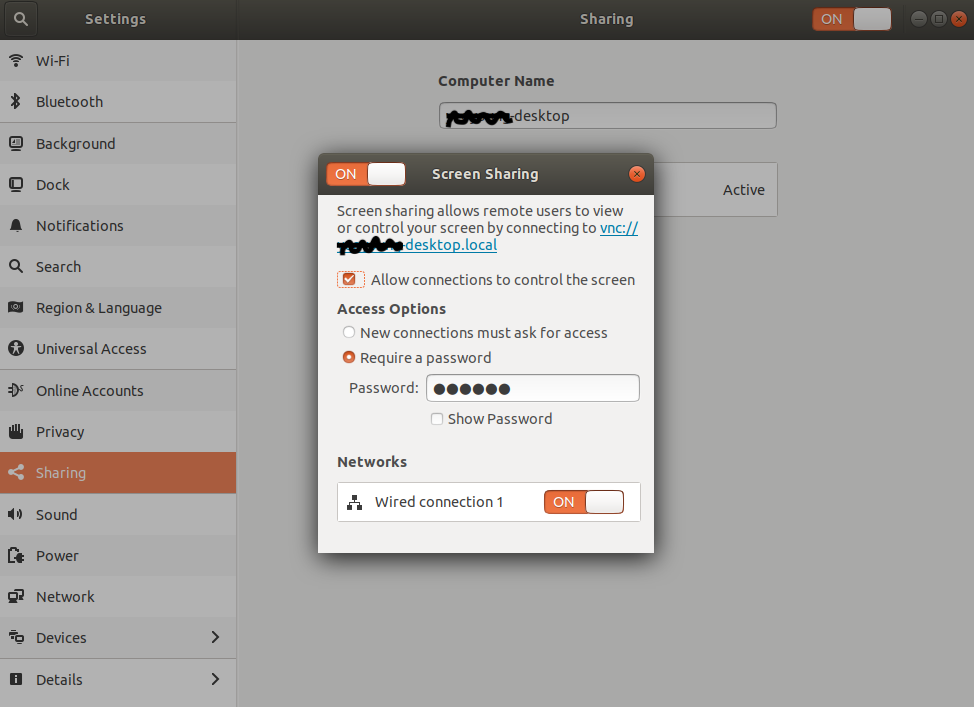 Settings
Sharing
ON
Wi-Fi
Bluetooth
Background
Dock
Notifications
Search
Region & Language
Universal Access
Online Accounts
Privacy
Sharing
Sound
Power
Network
Devices
Details
Computer Name
-desktop
Active
ON
Screen Sharing
Screen sharing allows remote users to view
or control your screen by connecting to vnc://
-desktop.local
Allow connections to control the screen
Access Options
New connections must ask for access
Require a password
Password: ●●●●●●
Show Password
Networks
Wired connection 1
ON